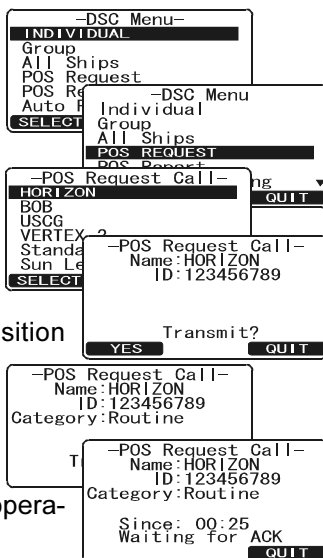 —DSC Menu—
INDIVIDUAL
Group
All Ships
POS Request
POS
Auto
SELECT
—DSC Menu
Individual
Group
All Ships
POS REQUEST
POS Report
ng
QUIT
—POS Request Call—
HORIZON
BOB
USCG
VERTEX 2
Standa
Sun Le
SELECT
—POS Request Call—
Name:HORIZON
ID:123456789
Transmit?
YES QUIT
sition
—POS Request Call—
Name:HORIZON
ID:123456789
Category:Routine
T
—POS Request Call—
Name:HORIZON
ID:123456789
Category:Routine
Since: 00:25
Waiting for ACK
QUIT
opera-